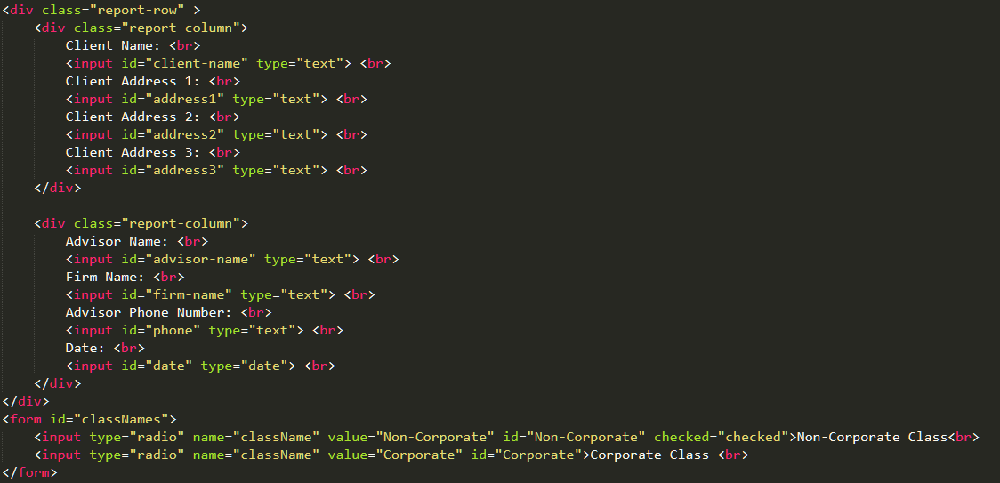 <div class="report-row" >
    <div class="report-column">
        Client Name: <br>
        <input id="client-name" type="text"> <br>
        Client Address 1: <br>
        <input id="address1" type="text"> <br>
        Client Address 2: <br>
        <input id="address2" type="text"> <br>
        Client Address 3: <br>
        <input id="address3" type="text"> <br>
    </div>

    <div class="report-column">
        Advisor Name: <br>
        <input id="advisor-name" type="text"> <br>
        Firm Name: <br>
        <input id="firm-name" type="text"> <br>
        Advisor Phone Number: <br>
        <input id="phone" type="text"> <br>
        Date: <br>
        <input id="date" type="date"> <br>
    </div>
</div>
<form id="classNames">
    <input type="radio" name="className" value="Non-Corporate" id="Non-Corporate" checked="checked">Non-Corporate Class<br>
    <input type="radio" name="className" value="Corporate" id="Corporate">Corporate Class <br>
</form>